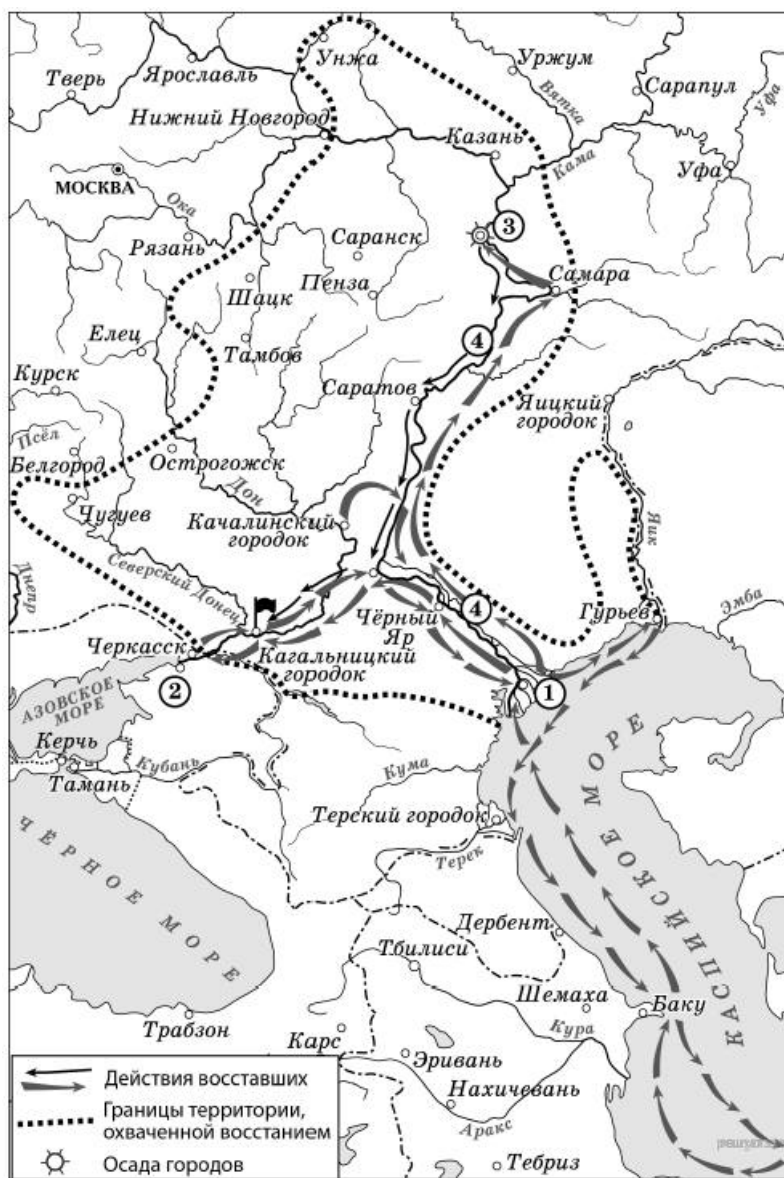 Унжа
Уржум
Ярославль
Тверь
Вятка
Сарапул
Уфа
Нижний Новгород
Казань
Кама
Уфа
МОСКВА
Ока
3
Рязань
Саранск
Самара
Шацк
Пенза
Елец
4
Тамбов
Курск
Саратов
Яицкий
городок
Псёл
Белгород
Острогожск
Дон
Чугуев
Качалинский
городок
Яик
Днепр
Северский Донец
4
Гурьев
Эмба
Чёрный
Яр
Черкасск
Кагальницкий
городок
2
1
АЗОВСКОЕ
МОРЕ
Керчь
Тамань
Кубань
Кума
Терский городок
Терек
ЧЁРНОЕ МОРЕ
КАСПИЙСКОЕ МОРЕ
Дербент
Тбилиси
Шемаха
Баку
Трабзон
Карс
Кура
Эривань
Нахичевань
Аракс
Тебриз
Действия восставших
Границы территории,
охваченной восстанием
Осада городов